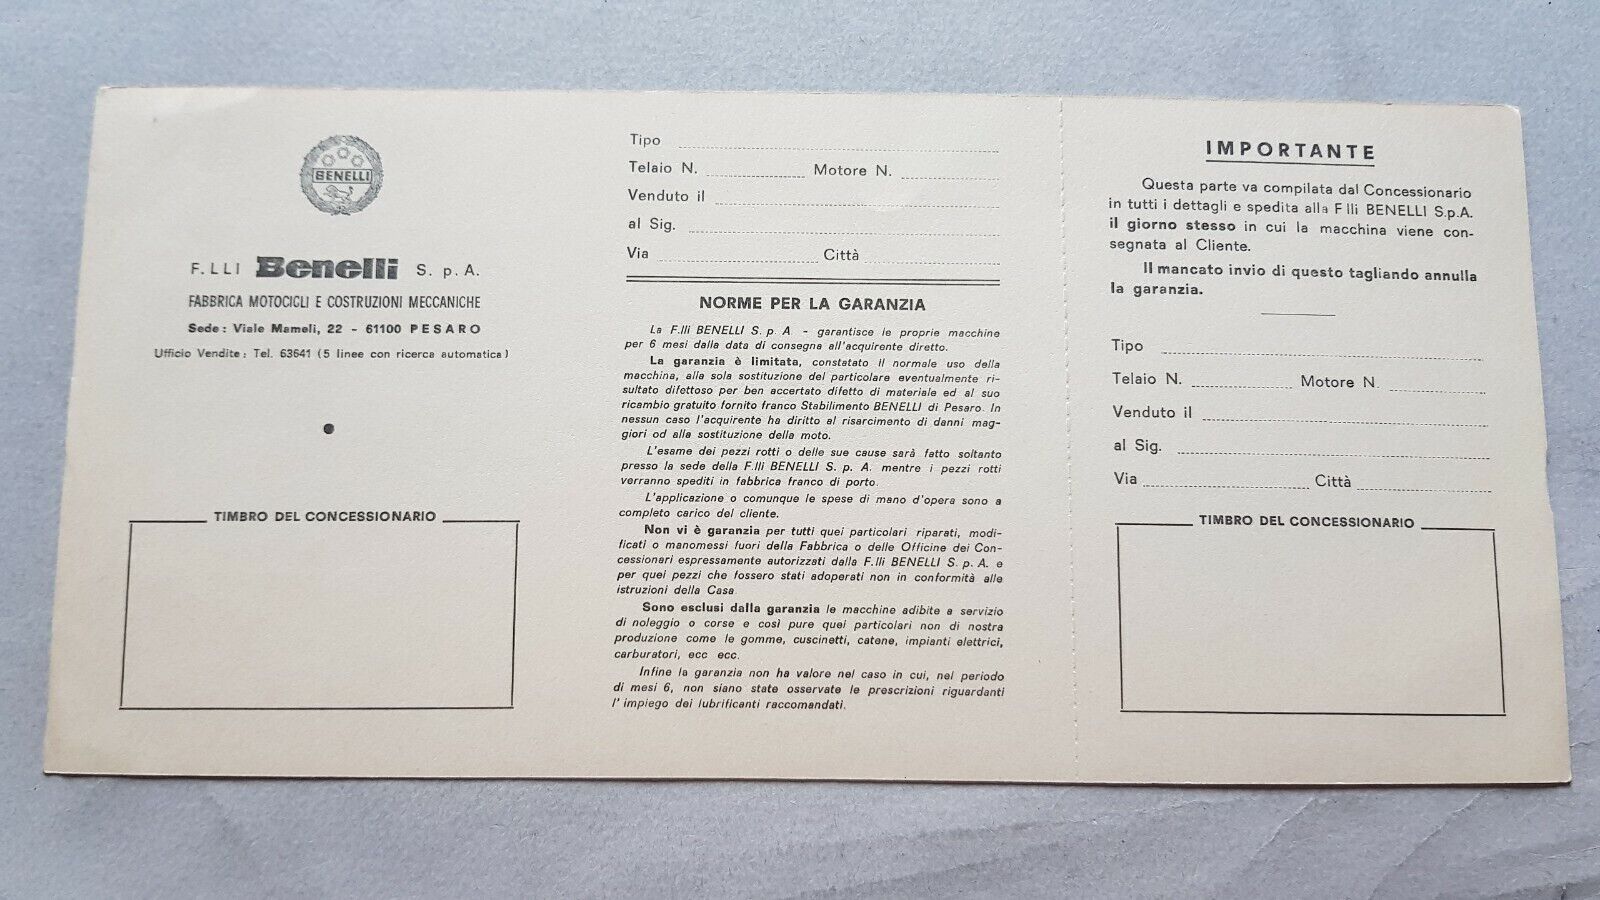 BENELLI
F.LLI Benelli S. p. A.
FABBRICA MOTOCICLI E COSTRUZIONI MECCANICHE
Sede: Viale Mameli, 22 - 61100 PESARO
Ufficio Vendite: Tel. 63641 (5 linee con ricerca automatica)
TIMBRO DEL CONCESSIONARIO
Tipo
Telaio N. Motore N.
Venduto il
al Sig.
Via Città
NORME PER LA GARANZIA
La F.lli BENELLI S. p. A. - garantisce le proprie macchine
per 6 mesi dalla data di consegna all'acquirente diretto.
La garanzia è limitata, constatato il normale uso della
macchina, alla sola sostituzione del particolare eventualmente ri-
sultato difettoso per ben accertato difetto di materiale ed al suo
ricambio gratuito fornito franco Stabilimento BENELLI di Pesaro. In
nessun caso l'acquirente ha diritto al risarcimento di danni mag-
giori od alla sostituzione della moto.
L'esame dei pezzi rotti o delle sue cause sarà fatto soltanto
presso la sede della F.lli BENELLI S. p. A. mentre i pezzi rotti
verranno spediti in fabbrica franco di porto.
L'applicazione o comunque le spese di mano d'opera sono a
completo carico del cliente.
Non vi è garanzia per tutti quei particolari riparati, modi-
ficati o manomessi fuori della Fabbrica o delle Officine dei Con-
cessionari espressamente autorizzati dalla F.lli BENELLI S. p. A. e
per quei pezzi che fossero stati adoperati non in conformità alle
istruzioni della Casa
Sono esclusi dalla garanzia le macchine adibite a servizio
di noleggio o corse e così pure quei particolari non di nostra
produzione come le gomme, cuscinetti, catene, impianti elettrici,
carburatori, ecc ecc.
Infine la garanzia non ha valore nel caso in cui, nel periodo
di mesi 6, non siano state osservate le prescrizioni riguardanti
l'impiego dei lubrificanti raccomandati.
IMPORTANTE
Questa parte va compilata dal Concessionario
in tutti i dettagli e spedita alla F lli BENELLI S.p.A.
il giorno stesso in cui la macchina viene con-
segnata al Cliente.
Il mancato invio di questo tagliando annulla
la garanzia.
Tipo
Telaio N. Motore N
Venduto il
al Sig.
Via Città
TIMBRO DEL CONCESSIONARIO